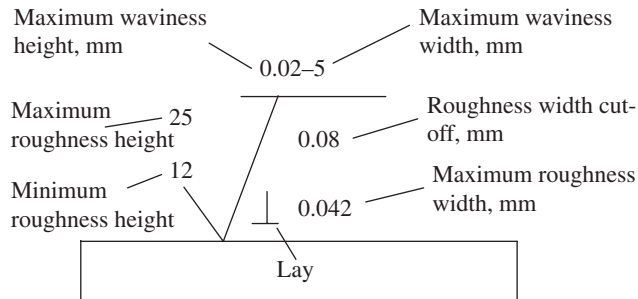 Maximum waviness
height, mm
Maximum waviness
width, mm
0.02–5
Maximum
roughness height
25
0.08
Roughness width cut-
off, mm
Minimum
roughness height
12
0.042
Maximum roughness
width, mm
Lay